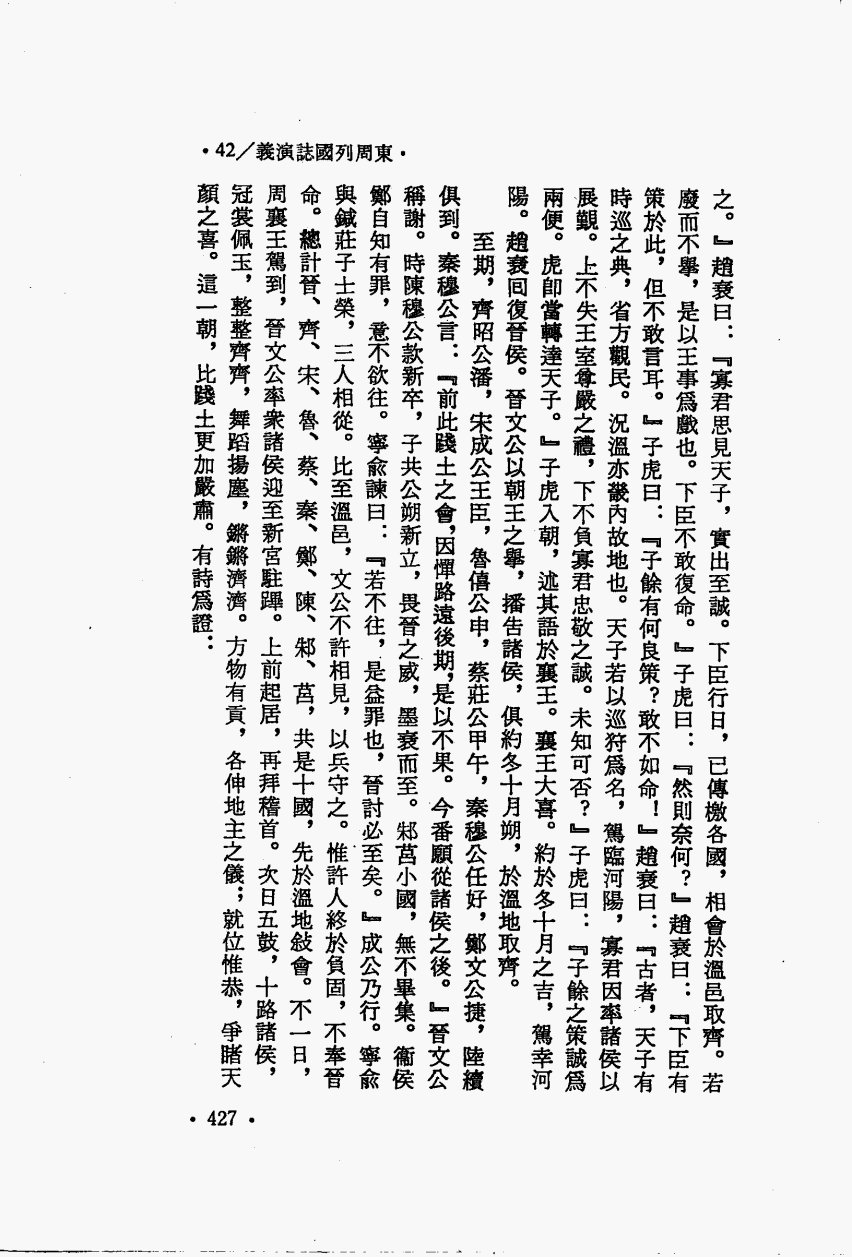 ·42／義演誌國列周東·
之。』趙衰曰：『寡君思見天子，實出至誠。下臣行日，已傳檄各國，相會於溫邑取齊。若
廢而不舉，是以王事爲戲也。下臣不敢復命。』子虎曰：『然則奈何？』趙衰曰：『下臣有
策於此，但不敢言耳。』子虎曰：『子餘有何良策？敢不如命！』趙衰曰：『古者，天子有
時巡之典，省方觀民。況溫亦畿內故地也。天子若以巡狩爲名，駕臨河陽，寡君因率諸侯以
展覲。上不失王室尊嚴之禮，下不負寡君忠敬之誠。未知可否？』子虎曰：『子餘之策誠爲
兩便。虎卽當轉達天子。』子虎入朝，述其語於襄王。襄王大喜。約於冬十月之吉，駕幸河
陽。趙衰回復晉侯。晉文公以朝王之舉，播告諸侯，俱約冬十月朔，於溫地取齊。
至期，齊昭公潘，宋成公王臣，魯僖公申，蔡莊公甲午，秦穆公任好，鄭文公捷，陸續
俱到。秦穆公言：『前此踐土之會，因憚路遠後期，是以不果。今番願從諸侯之後。』晉文公
稱謝。時陳穆公款新卒，子共公朔新立，畏晉之威，墨衰而至。邾莒小國，無不畢集。衞侯
鄭自知有罪，意不欲往。寧兪諫曰：『若不往，是益罪也，晉討必至矣。』成公乃行。寧兪
與鍼莊子士榮，三人相從。比至溫邑，文公不許相見，以兵守之。惟許人終於負固，不奉晉
命。總計晉、齊、宋、魯、蔡、秦、鄭、陳、邾、莒，共是十國，先於溫地敍會。不一日，
周襄王駕到，晉文公率衆諸侯迎至新宮駐蹕。上前起居，再拜稽首。次日五鼓，十路諸侯，
冠裳佩玉，整整齊齊，舞蹈揚塵，鏘鏘濟濟。方物有貢，各伸地主之儀；就位惟恭，爭睹天
顏之喜。這一朝，比踐土更加嚴肅。有詩爲證：
·427·